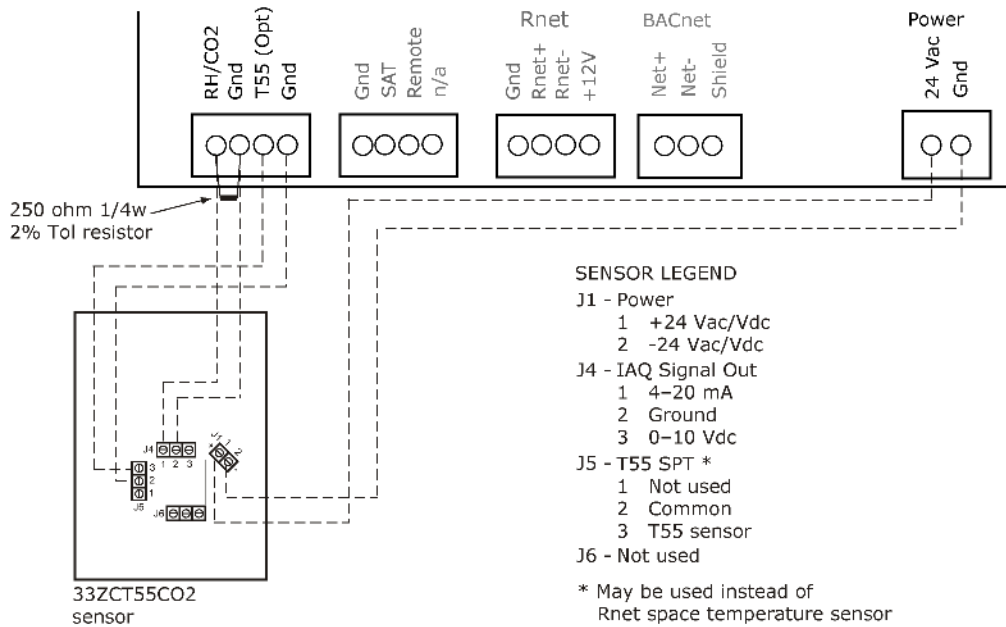 RH/CO2
Gnd
T55 (Opt)
Gnd
Gnd
SAT
Remote
n/a
Rnet
Gnd
Rnet+
Rnet-
+12V
BACnet
Net+
Net-
Shield
Power
24 Vac
Gnd
250 ohm 1/4w
2% Tol resistor
SENSOR LEGEND
J1 - Power
1 +24 Vac/Vdc
2 -24 Vac/Vdc
J4 - IAQ Signal Out
1 4–20 mA
2 Ground
3 0–10 Vdc
J5 - T55 SPT *
1 Not used
2 Common
3 T55 sensor
J6 - Not used
* May be used instead of
Rnet space temperature sensor
J4
1 2 3
J1 1 2
+ -
3
2
1
J5
J6
33ZCT55CO2
sensor